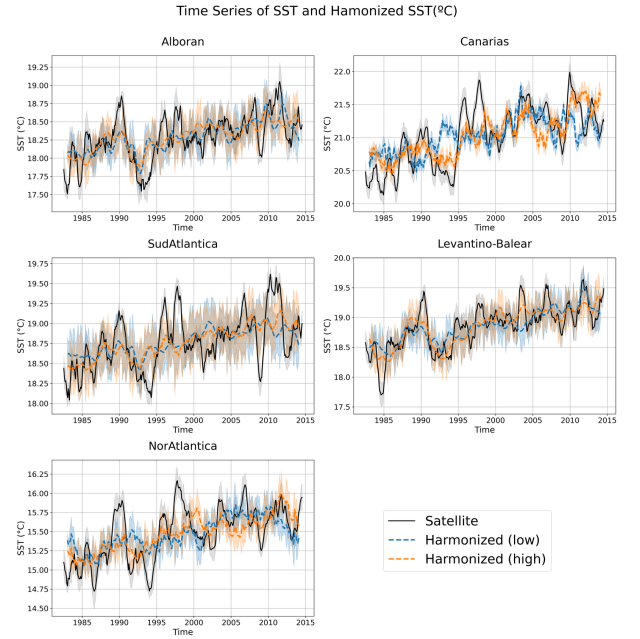 Time Series of SST and Hamonized SST(ºC)
Alboran
SST (°C)
19.25
19.00
18.75
18.50
18.25
18.00
17.75
17.50
1985 1990 1995 2000 2005 2010 2015
Time
Canarias
SST (°C)
22.0
21.5
21.0
20.5
20.0
1985 1990 1995 2000 2005 2010 2015
Time
SudAtlantica
SST (°C)
19.75
19.50
19.25
19.00
18.75
18.50
18.25
18.00
1985 1990 1995 2000 2005 2010 2015
Time
Levantino-Balear
SST (°C)
20.0
19.5
19.0
18.5
18.0
17.5
1985 1990 1995 2000 2005 2010 2015
Time
NorAtlantica
SST (°C)
16.25
16.00
15.75
15.50
15.25
15.00
14.75
14.50
1985 1990 1995 2000 2005 2010 2015
Time
Satellite
Harmonized (low)
Harmonized (high)